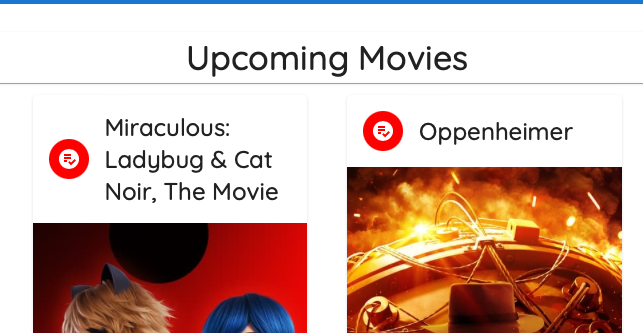 Upcoming Movies
Miraculous:
Ladybug & Cat
Noir, The Movie
Oppenheimer